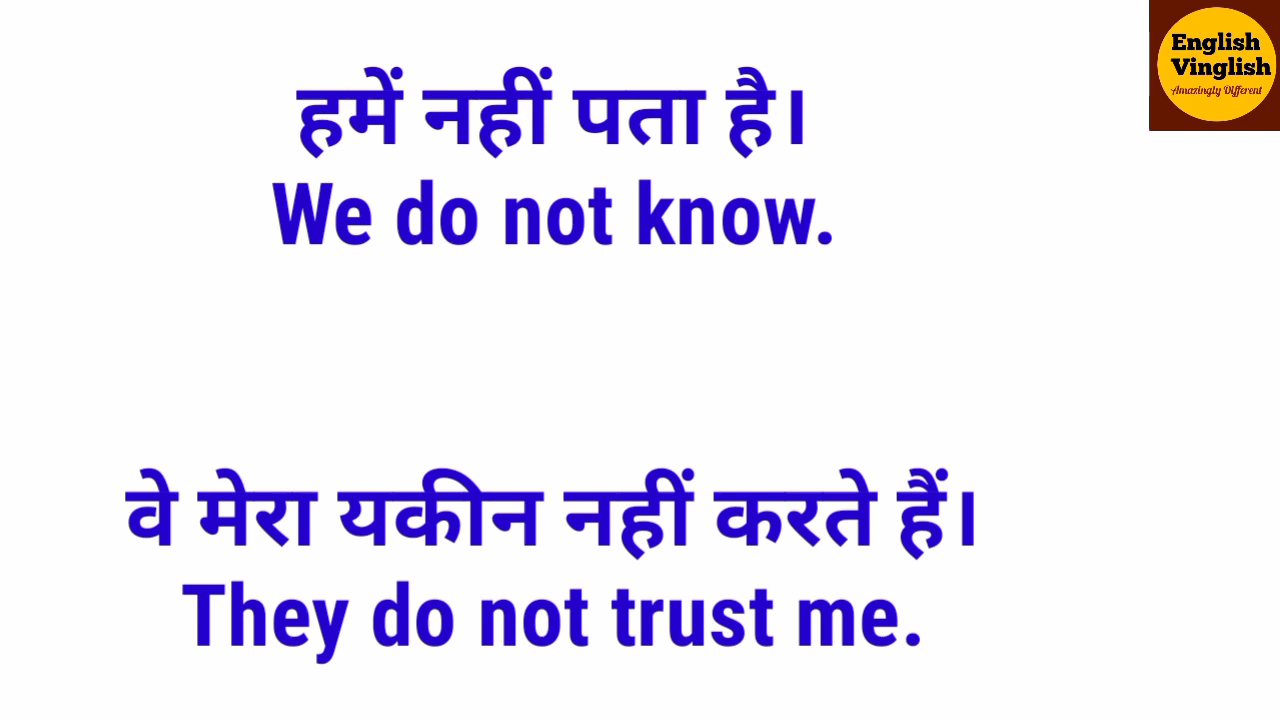 English
Vinglish
Amazingly Different
हमें नहीं पता है।
We do not know.
वे मेरा यकीन नहीं करते हैं।
They do not trust me.